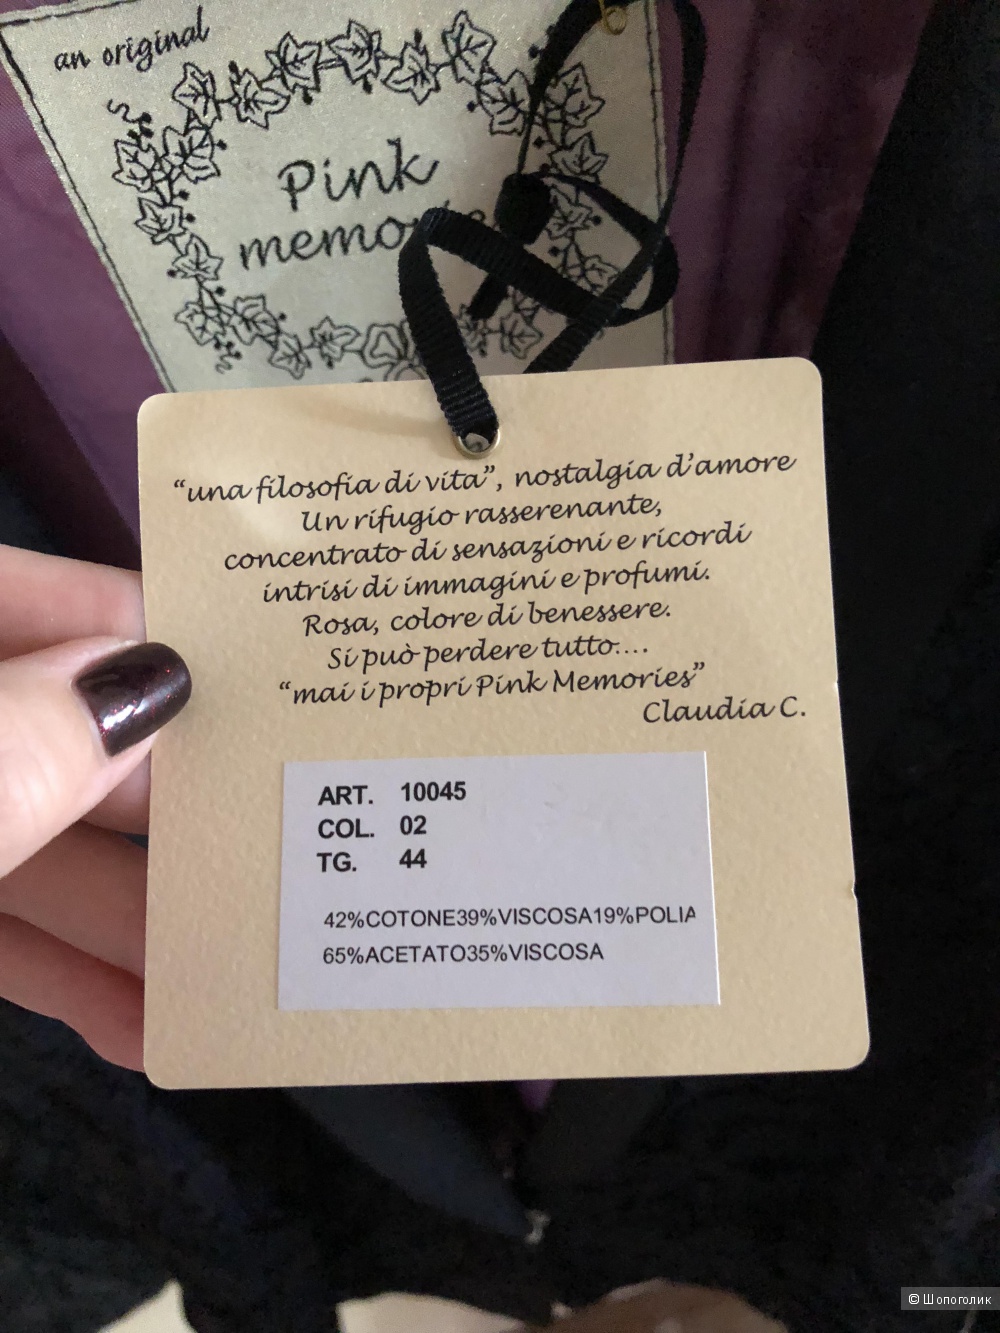 an original
Pink
“una filosofia di vita”, nostalgia d’amore
Un rifugio rasserenante,
concentrato di sensazioni e ricordi
intrisi di immagini e profumi.
Rosa, colore di benessere.
Si può perdere tutto....
“mai i propri Pink Memories”
Claudia C.
ART. 10045
COL. 02
TG. 44
42%COTONE39%VISCOSA19%POLIA
65%ACETATO35%VISCOSA
© Шопоголик